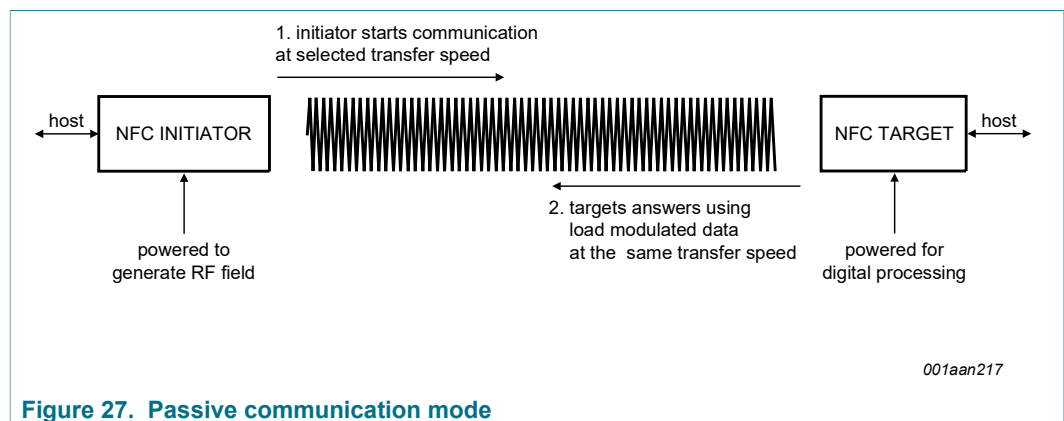 1. initiator starts communication
at selected transfer speed
host
NFC INITIATOR
NFC TARGET
host
2. targets answers using
load modulated data
at the same transfer speed
powered to
generate RF field
powered for
digital processing
001aan217
Figure 27. Passive communication mode